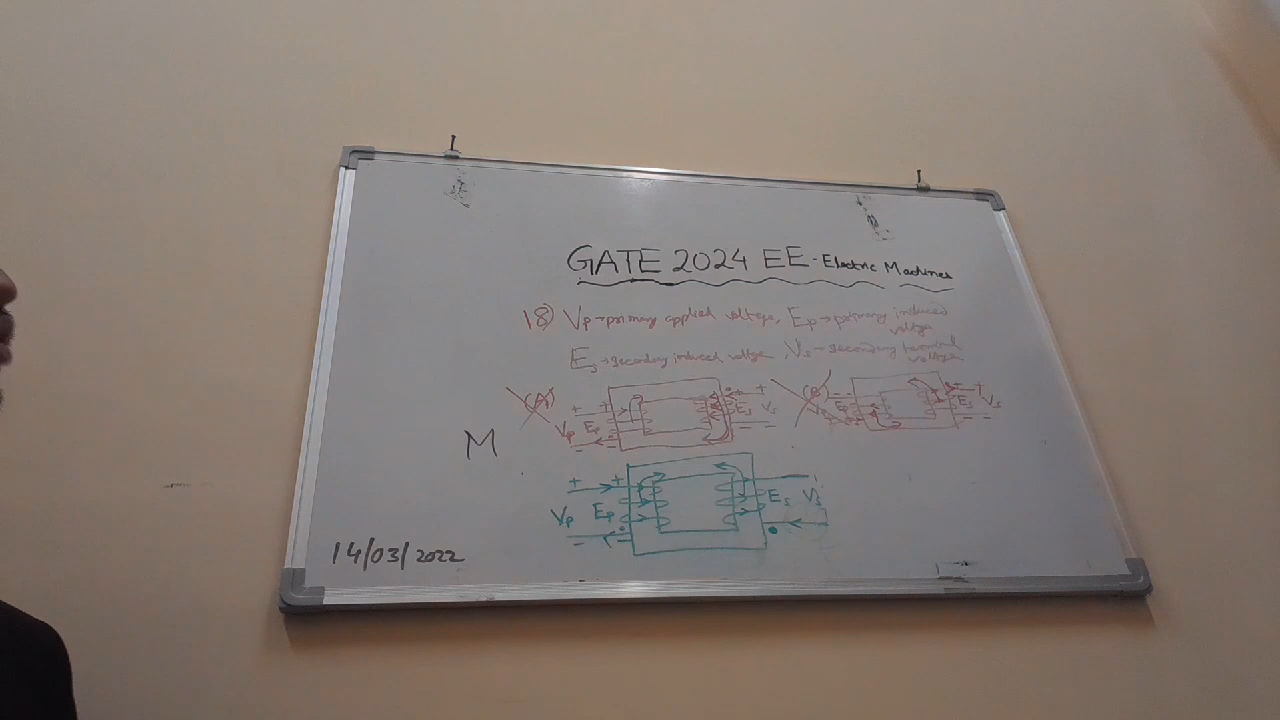 GATE 2024 EE - Electric Machines
18) Vp → primary applied voltage, Ep → primary induced voltage
Es → secondary induced voltage, Vs → secondary terminal voltage
(A) (B)
+ + + + +
Vp Ep Es Vs Ep Es Vs
- - - - -
M
+ +
Vp Ep Es Vs
- -
14/03/2022